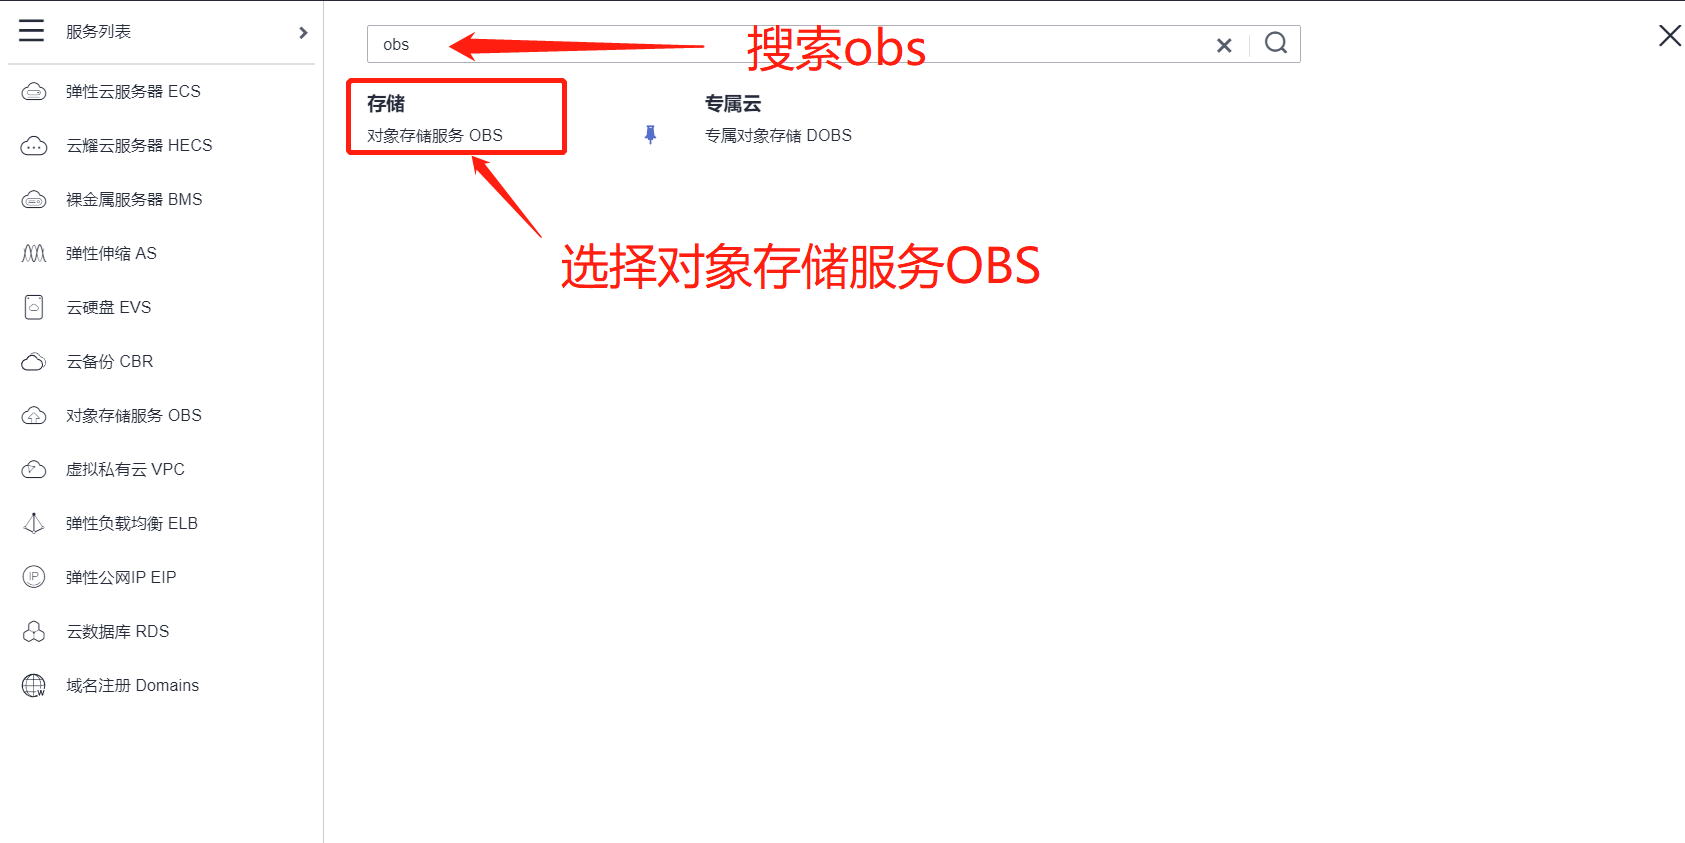 服务列表
弹性云服务器 ECS
云耀云服务器 HECS
裸金属服务器 BMS
弹性伸缩 AS
云硬盘 EVS
云备份 CBR
对象存储服务 OBS
虚拟私有云 VPC
弹性负载均衡 ELB
IP
弹性公网IP EIP
云数据库 RDS
W
域名注册 Domains
obs
搜索obs
存储
对象存储服务 OBS
专属云
专属对象存储 DOBS
选择对象存储服务OBS